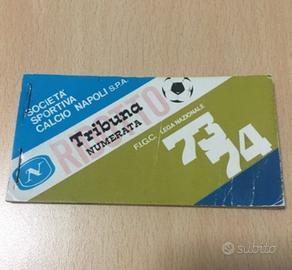 SOCIETÀ
SPORTIVA
CALCIO NAPOLI S.P.A.
RIDOTTO
Tribuna
NUMERATA
F.I.G.C. LEGA NAZIONALE
73
74
N
subito